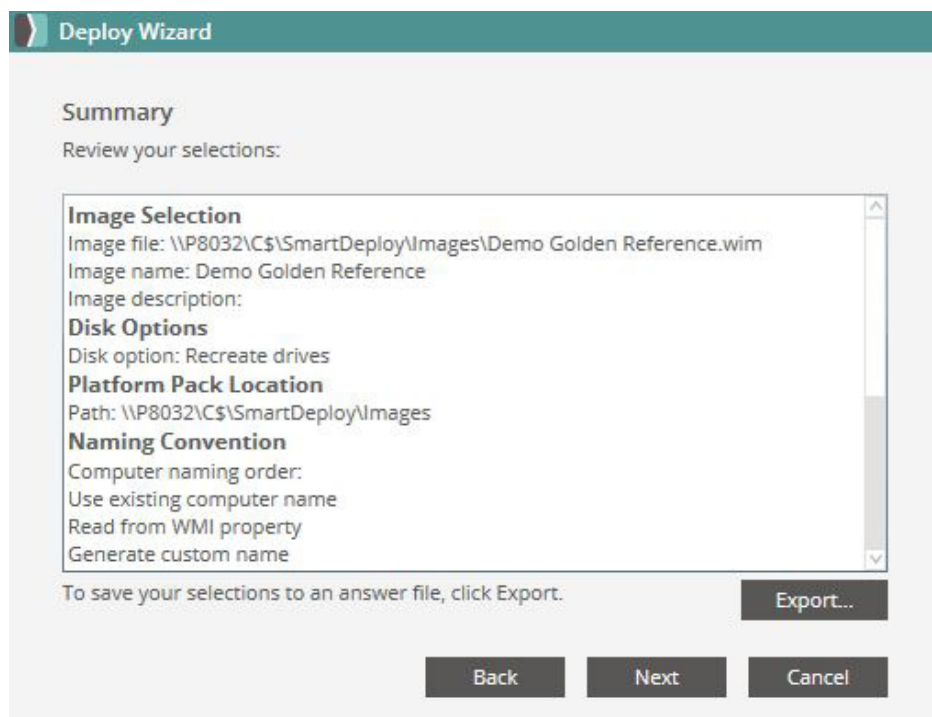 Deploy Wizard
Summary
Review your selections:
Image Selection
Image file: \\P8032\C$\SmartDeploy\Images\Demo Golden Reference.wim
Image name: Demo Golden Reference
Image description:
Disk Options
Disk option: Recreate drives
Platform Pack Location
Path: \\P8032\C$\SmartDeploy\Images
Naming Convention
Computer naming order:
Use existing computer name
Read from WMI property
Generate custom name
To save your selections to an answer file, click Export.
Export...
Back Next Cancel